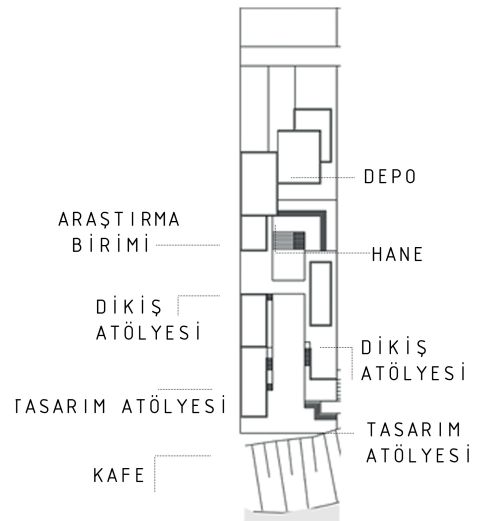 DEPO
ARAŞTIRMA
BİRİMİ
HANE
DİKİŞ
ATÖLYESİ
DİKİŞ
ATÖLYESİ
TASARIM ATÖLYESİ
TASARIM
ATÖLYESİ
KAFE